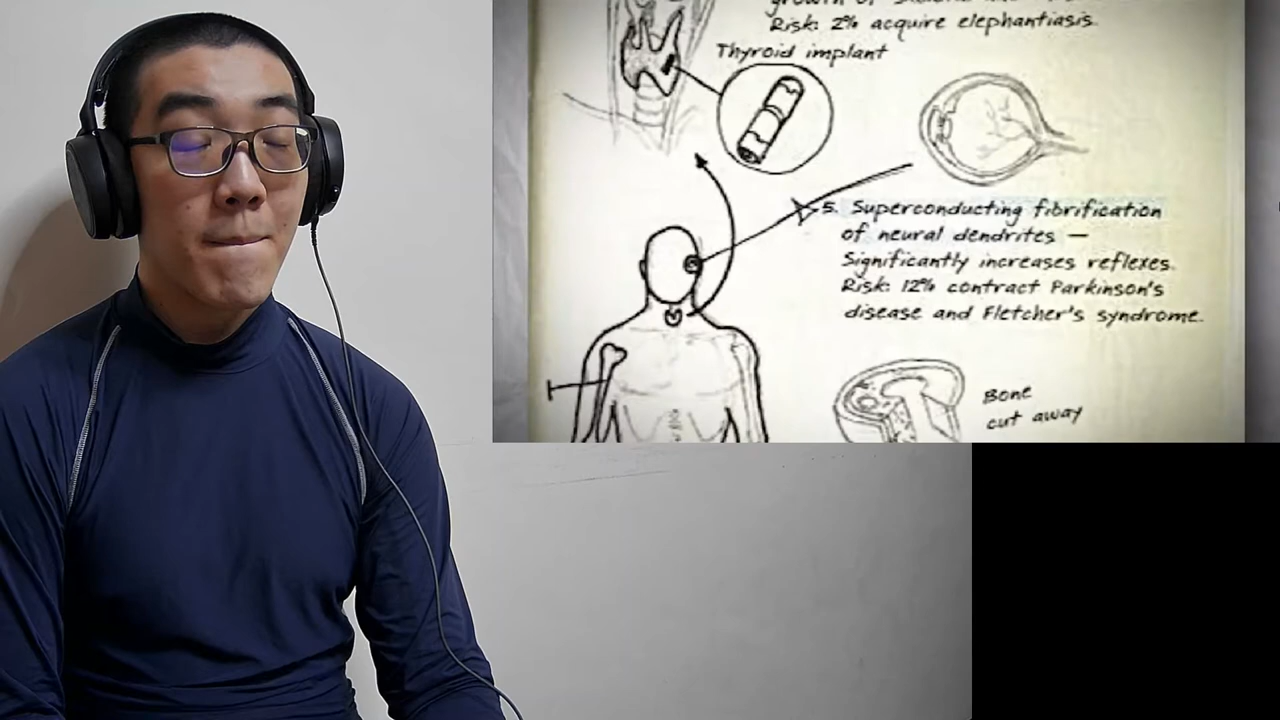 Risk: 2% acquire elephantiasis.
Thyroid implant
5. Superconducting fibrification
of neural dendrites —
Significantly increases reflexes.
Risk: 12% contract Parkinson's
disease and Fletcher's syndrome.
Bone
cut away